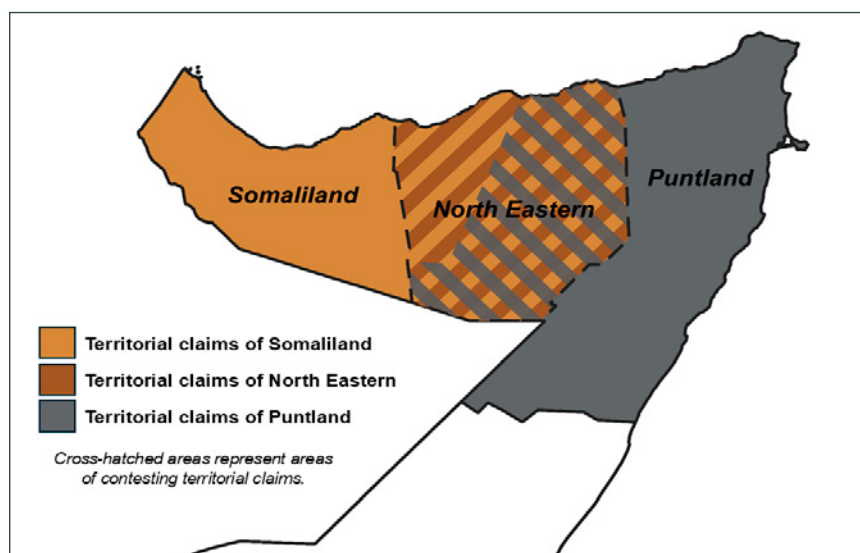 Somaliland
North Eastern
Puntland
Territorial claims of Somaliland
Territorial claims of North Eastern
Territorial claims of Puntland
Cross-hatched areas represent areas
of contesting territorial claims.